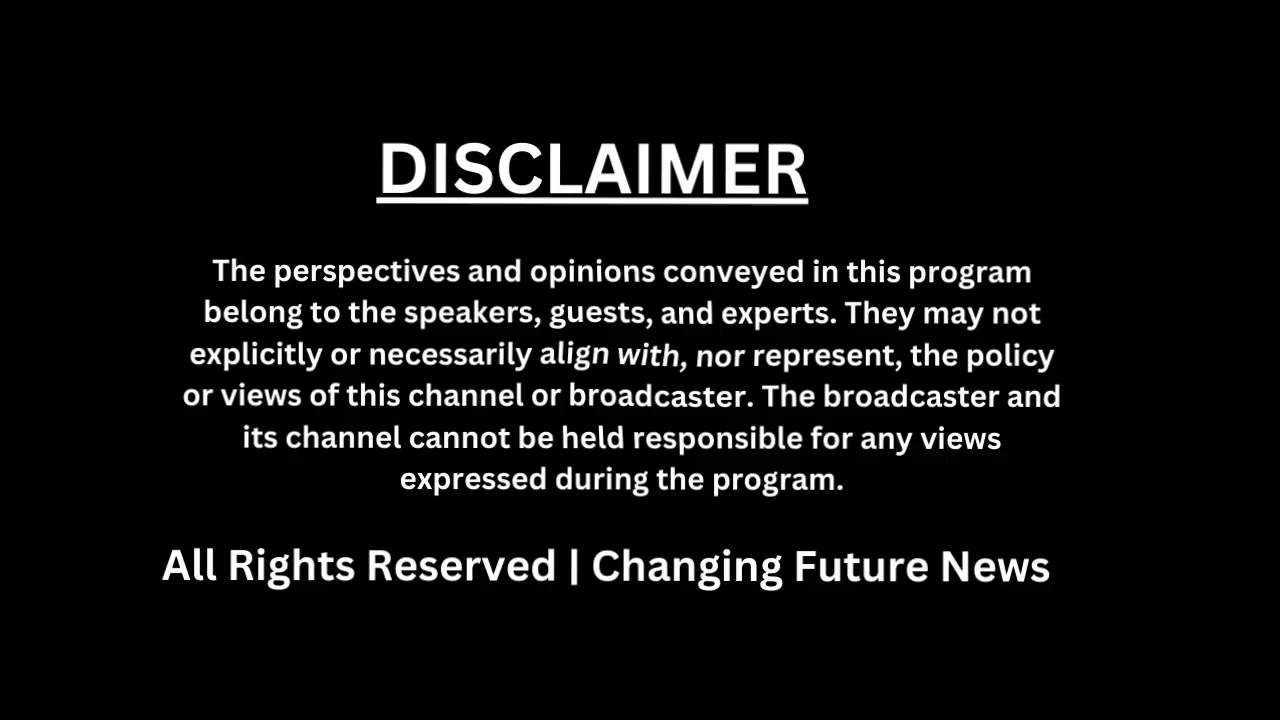 DISCLAIMER
The perspectives and opinions conveyed in this program
belong to the speakers, guests, and experts. They may not
explicitly or necessarily align with, nor represent, the policy
or views of this channel or broadcaster. The broadcaster and
its channel cannot be held responsible for any views
expressed during the program.
All Rights Reserved | Changing Future News